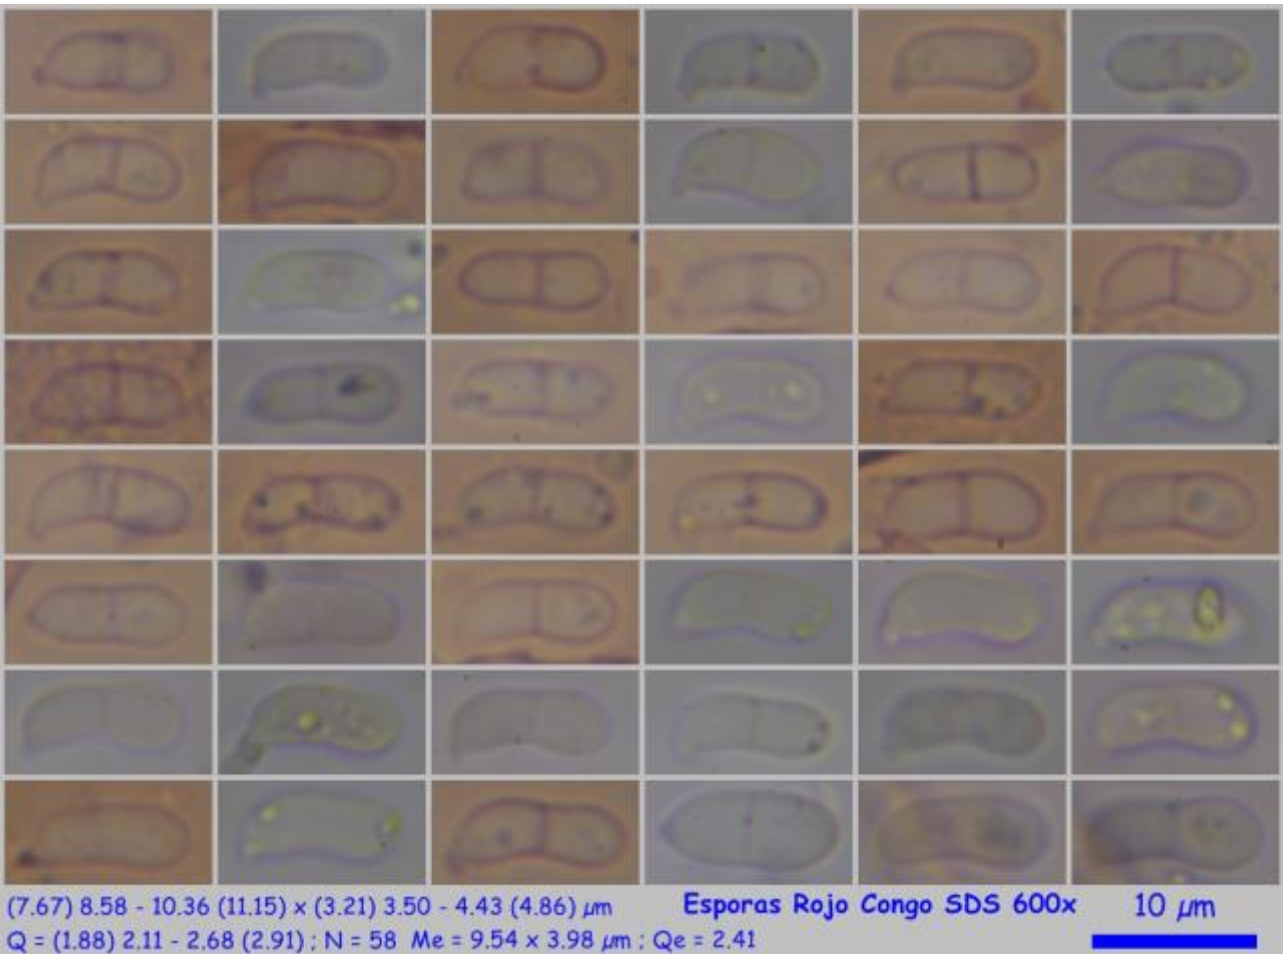 (7.67) 8.58 - 10.36 (11.15) x (3.21) 3.50 - 4.43 (4.86) µm
Q = (1.88) 2.11 - 2.68 (2.91) ; N = 58 Me = 9.54 x 3.98 µm ; Qe = 2.41
Esporas Rojo Congo SDS 600x
10 µm